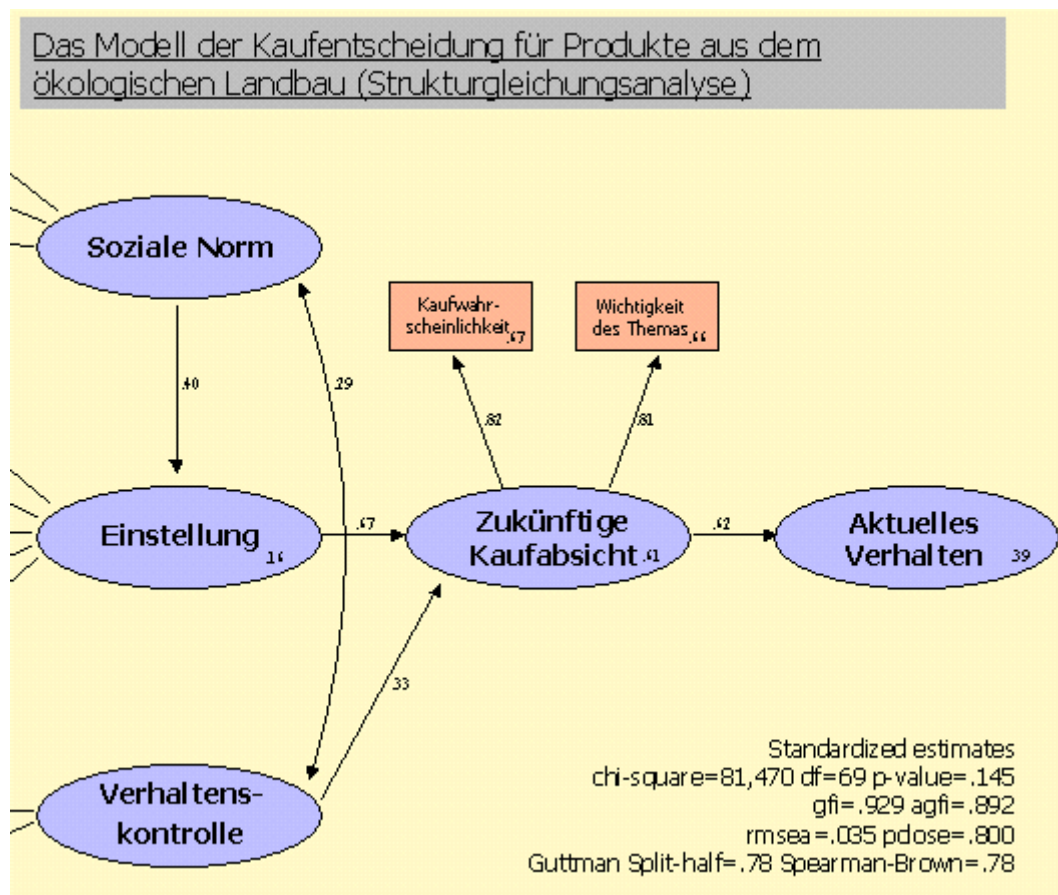 Das Modell der Kaufentscheidung für Produkte aus dem
ökologischen Landbau (Strukturgleichungsanalyse)
Soziale Norm
Kaufwahr-
scheinlichkeit
.67
Wichtigkeit
des Themas
.66
.40
.29
.82
.81
Einstellung
.16
.67
Zukünftige
Kaufabsicht
.61
.62
Aktuelles
Verhalten
.39
.33
Verhaltens-
kontrolle
Standardized estimates
chi-square=81,470 df=69 p-value=.145
gfi=.929 agfi=.892
rmsea=.035 pclose=.800
Guttman Split-half=.78 Spearman-Brown=.78